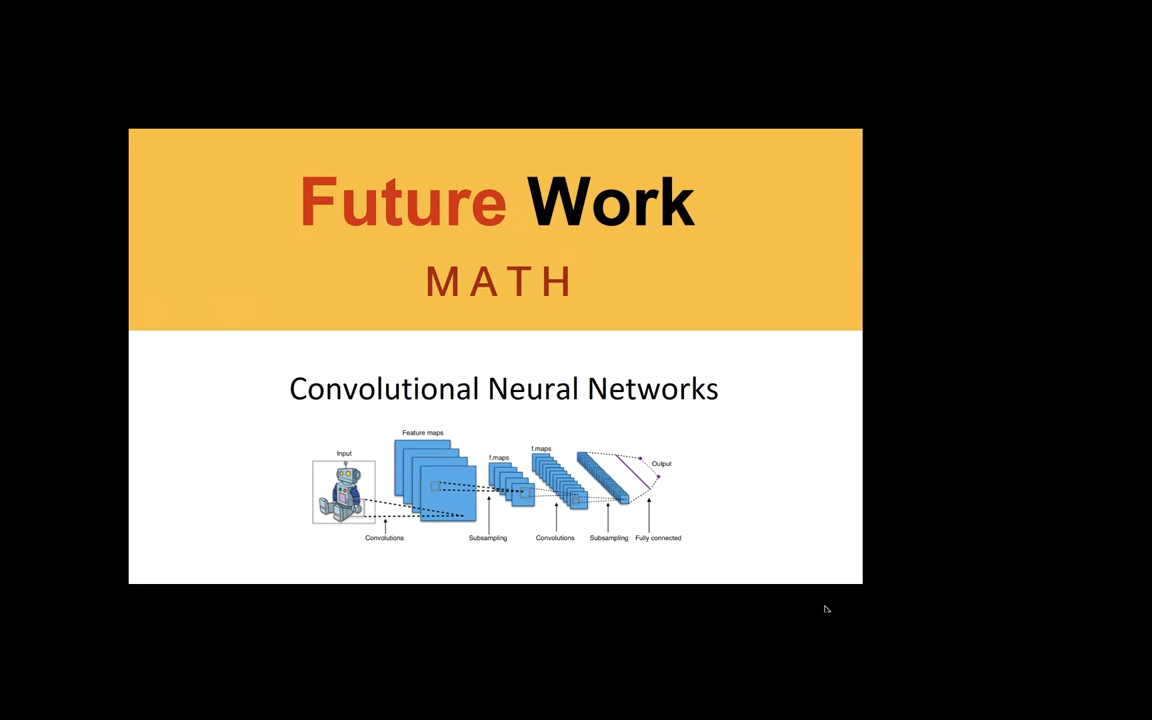 Future Work
MATH
Convolutional Neural Networks
Feature maps
Input
f.maps
f.maps
Output
Convolutions
Subsampling
Convolutions
Subsampling
Fully connected